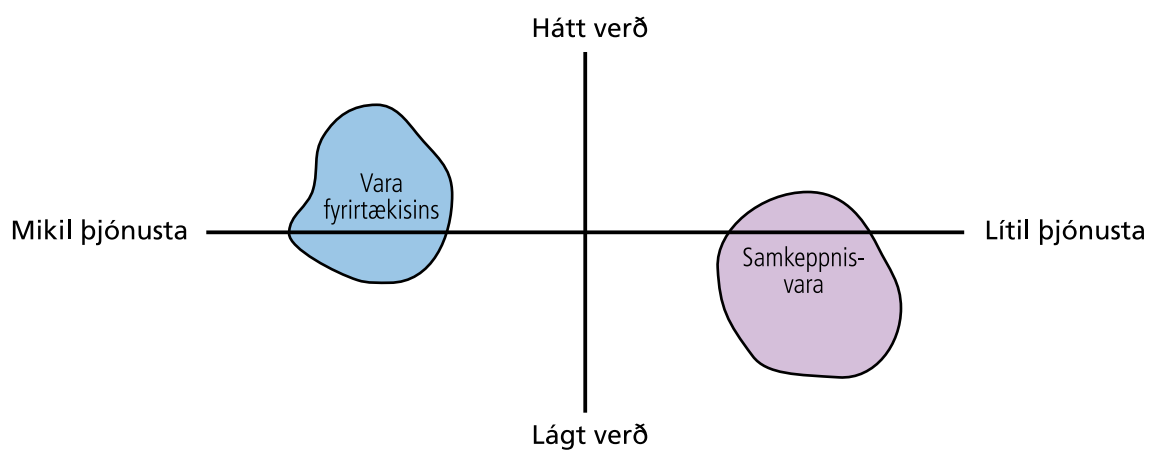 Hátt verð
Vara
fyrirtækisins
Mikil þjónusta
Lítil þjónusta
Samkeppnis-
vara
Lágt verð